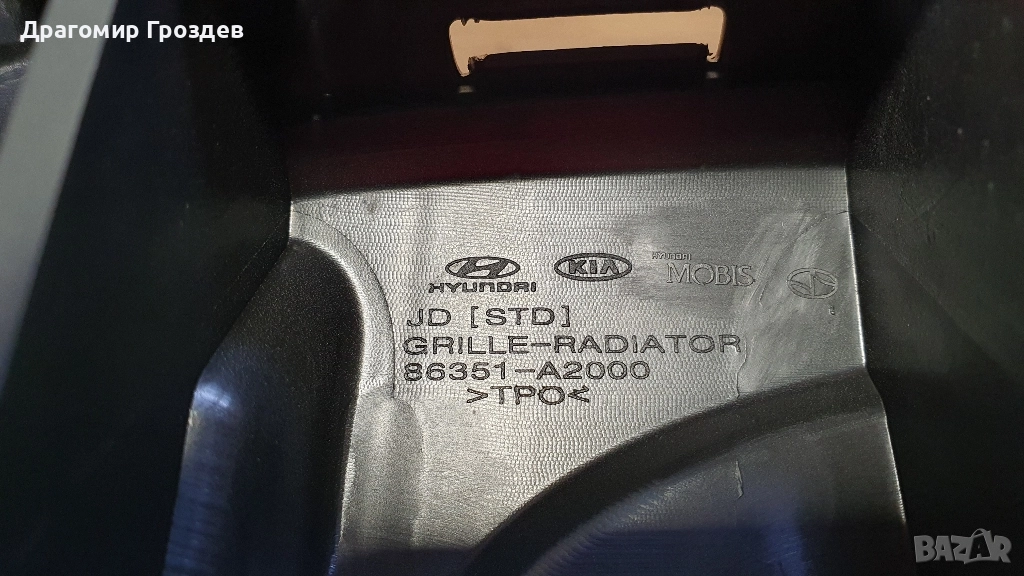 Драгомир Гроздев
HYUNDAI
KIA
HYUNDAI
MOBIS
JD [STD]
GRILLE-RADIATOR
86351-A2000
>TPO<
BAZAR